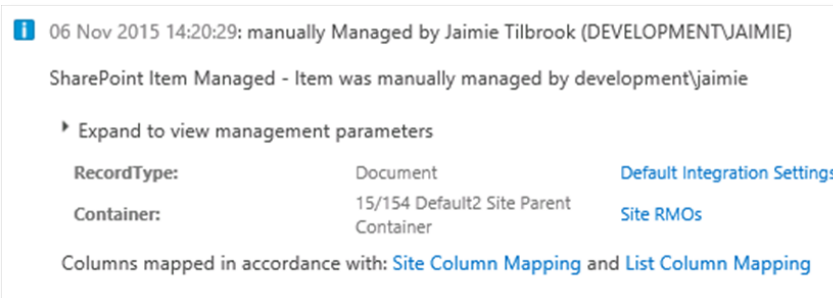 06 Nov 2015 14:20:29: manually Managed by Jaimie Tilbrook (DEVELOPMENT\JAIMIE)
SharePoint Item Managed - Item was manually managed by development\jaimie
Expand to view management parameters
RecordType: Document Default Integration Settings
Container: 15/154 Default2 Site Parent Container Site RMOs
Columns mapped in accordance with: Site Column Mapping and List Column Mapping